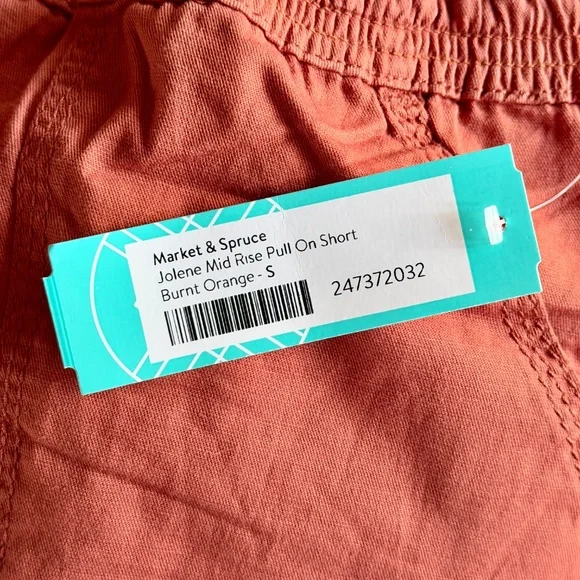 Market & Spruce
Jolene Mid Rise Pull On Short
Burnt Orange - S
247372032